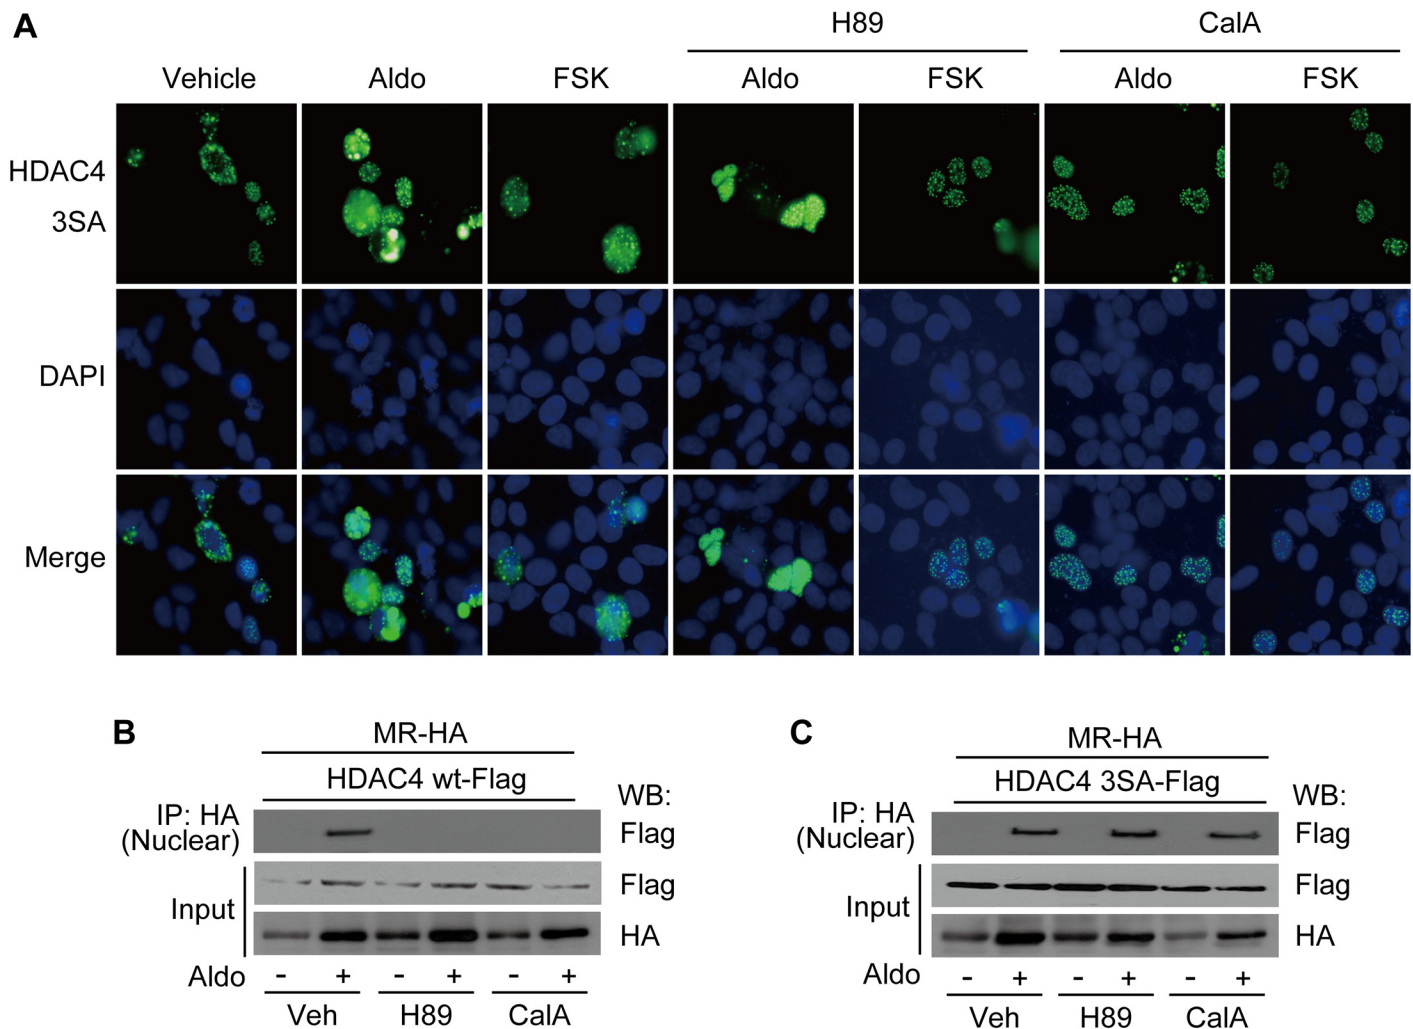 A
H89
CalA
Vehicle
Aldo
FSK
Aldo
FSK
Aldo
FSK
HDAC4
3SA
DAPI
Merge
B
MR-HA
HDAC4 wt-Flag
WB:
IP: HA
(Nuclear)
Flag
Input
Flag
HA
Aldo - + - + - +
Veh H89 CalA
C
MR-HA
HDAC4 3SA-Flag
WB:
IP: HA
(Nuclear)
Flag
Input
Flag
HA
Aldo - + - + - +
Veh H89 CalA